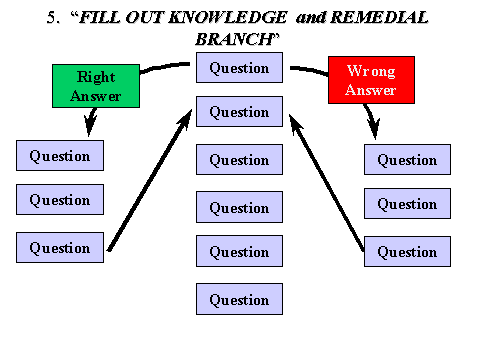 5. “FILL OUT KNOWLEDGE and REMEDIAL
BRANCH”
Right
Answer
Question
Wrong
Answer
Question
Question
Question
Question
Question
Question
Question
Question
Question
Question
Question